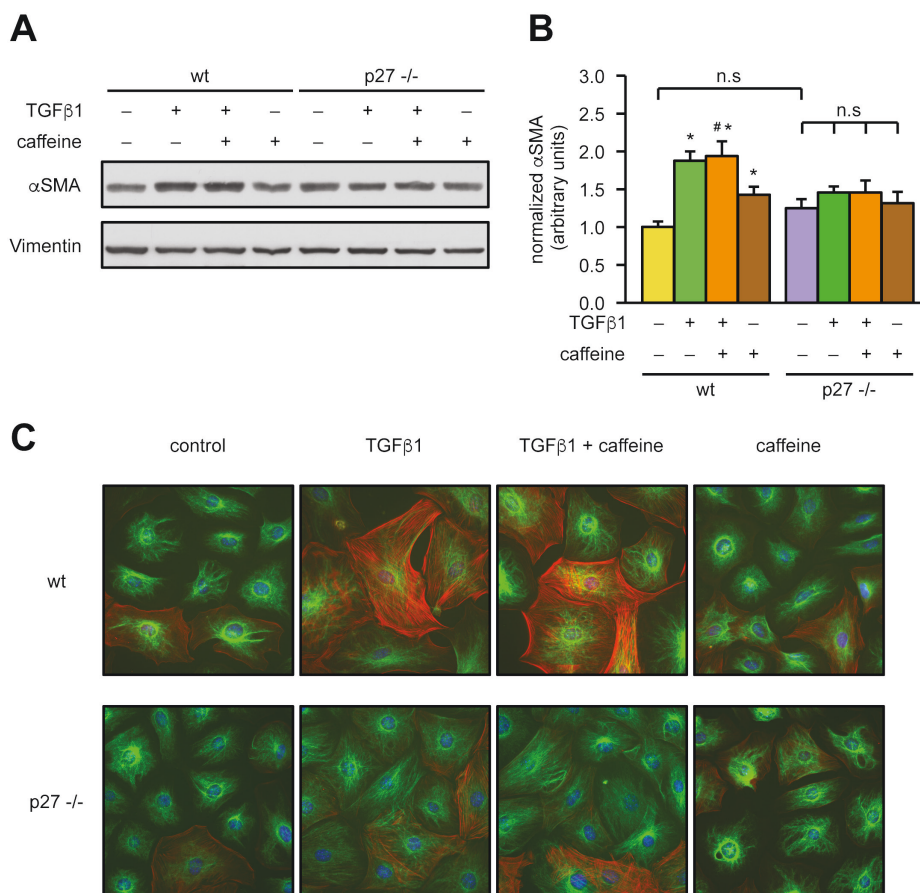 A
wt p27 -/-
TGFβ1 – + + – – + + –
caffeine – – + + – – + +
αSMA
Vimentin
B
normalized αSMA
(arbitrary units)
3.0
2.5
2.0
1.5
1.0
0.5
0.0
n.s
n.s
* # * *
TGFβ1 – + + – – + + –
caffeine – – + + – – + +
wt p27 -/-
C
control TGFβ1 TGFβ1 + caffeine caffeine
wt
p27 -/-